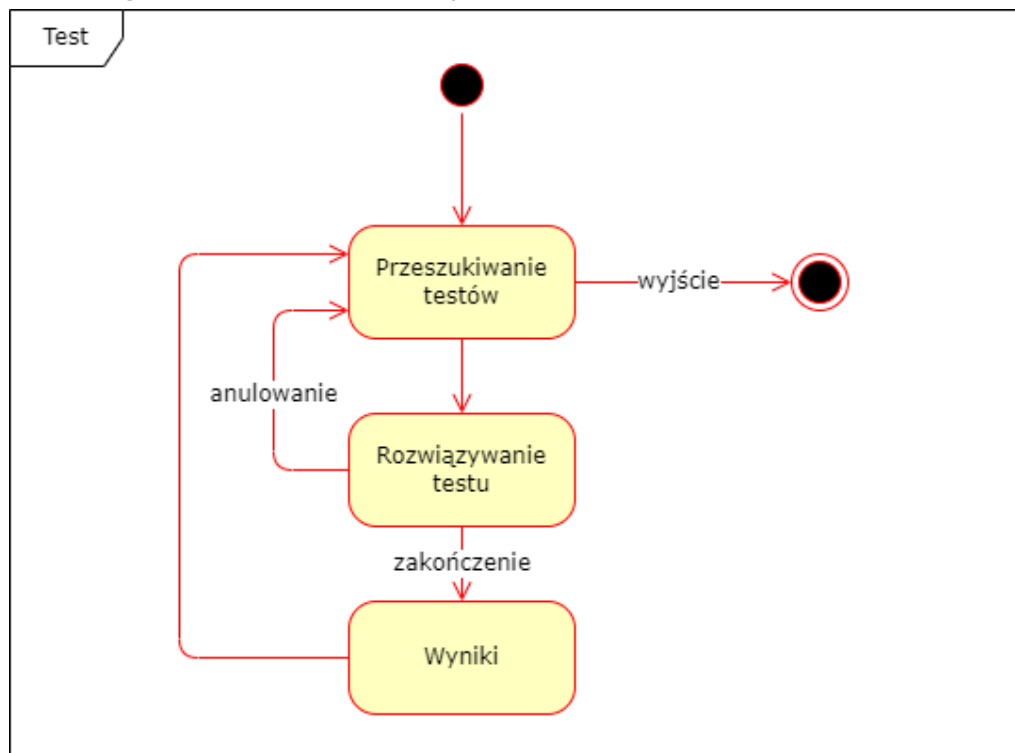 Test
Przeszukiwanie
testów
wyjście
anulowanie
Rozwiązywanie
testu
zakończenie
Wyniki